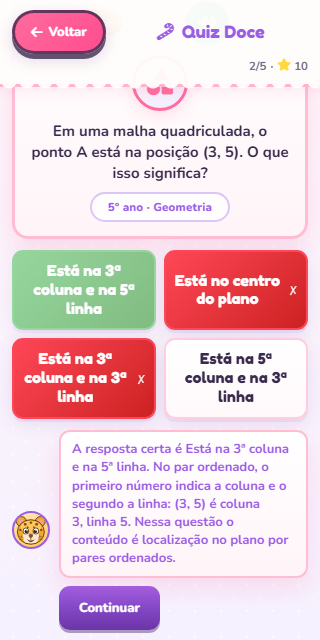 ← Voltar
Quiz Doce
2/5 · ⭐ 10
Em uma malha quadriculada, o
ponto A está na posição (3, 5). O que
isso significa?
5º ano · Geometria
Está na 3ª
coluna e na 5ª
linha
Está no centro
do plano
x
Está na 3ª
coluna e na 3ª
linha
x
Está na 5ª
coluna e na 3ª
linha
A resposta certa é Está na 3ª coluna
e na 5ª linha. No par ordenado, o
primeiro número indica a coluna e o
segundo a linha: (3, 5) é coluna
3, linha 5. Nessa questão o
conteúdo é localização no plano por
pares ordenados.
Continuar